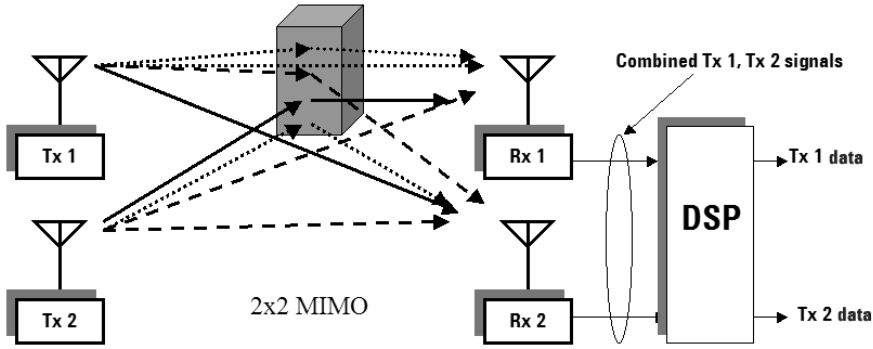 Combined Tx 1, Tx 2 signals
Tx 1
Rx 1
Tx 1 data
DSP
2x2 MIMO
Tx 2
Rx 2
Tx 2 data